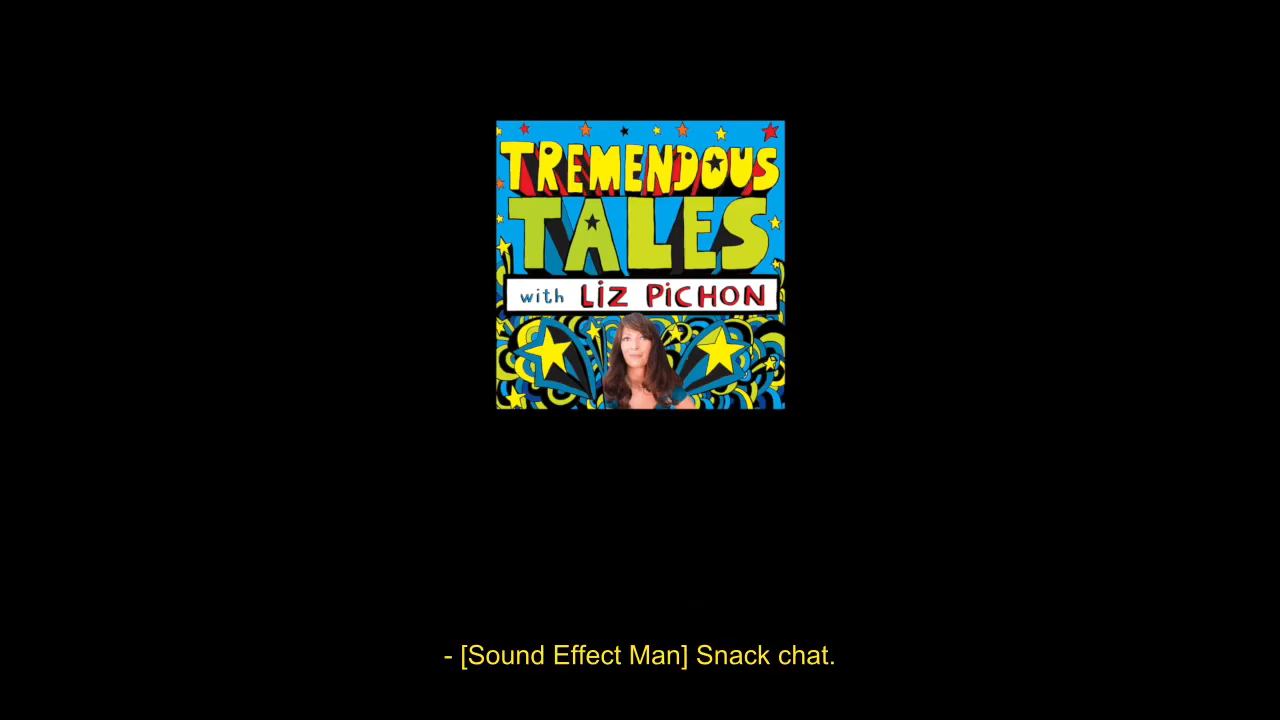 TREMENDOUS
TALES
with LiZ PiCHON
- [Sound Effect Man] Snack chat.